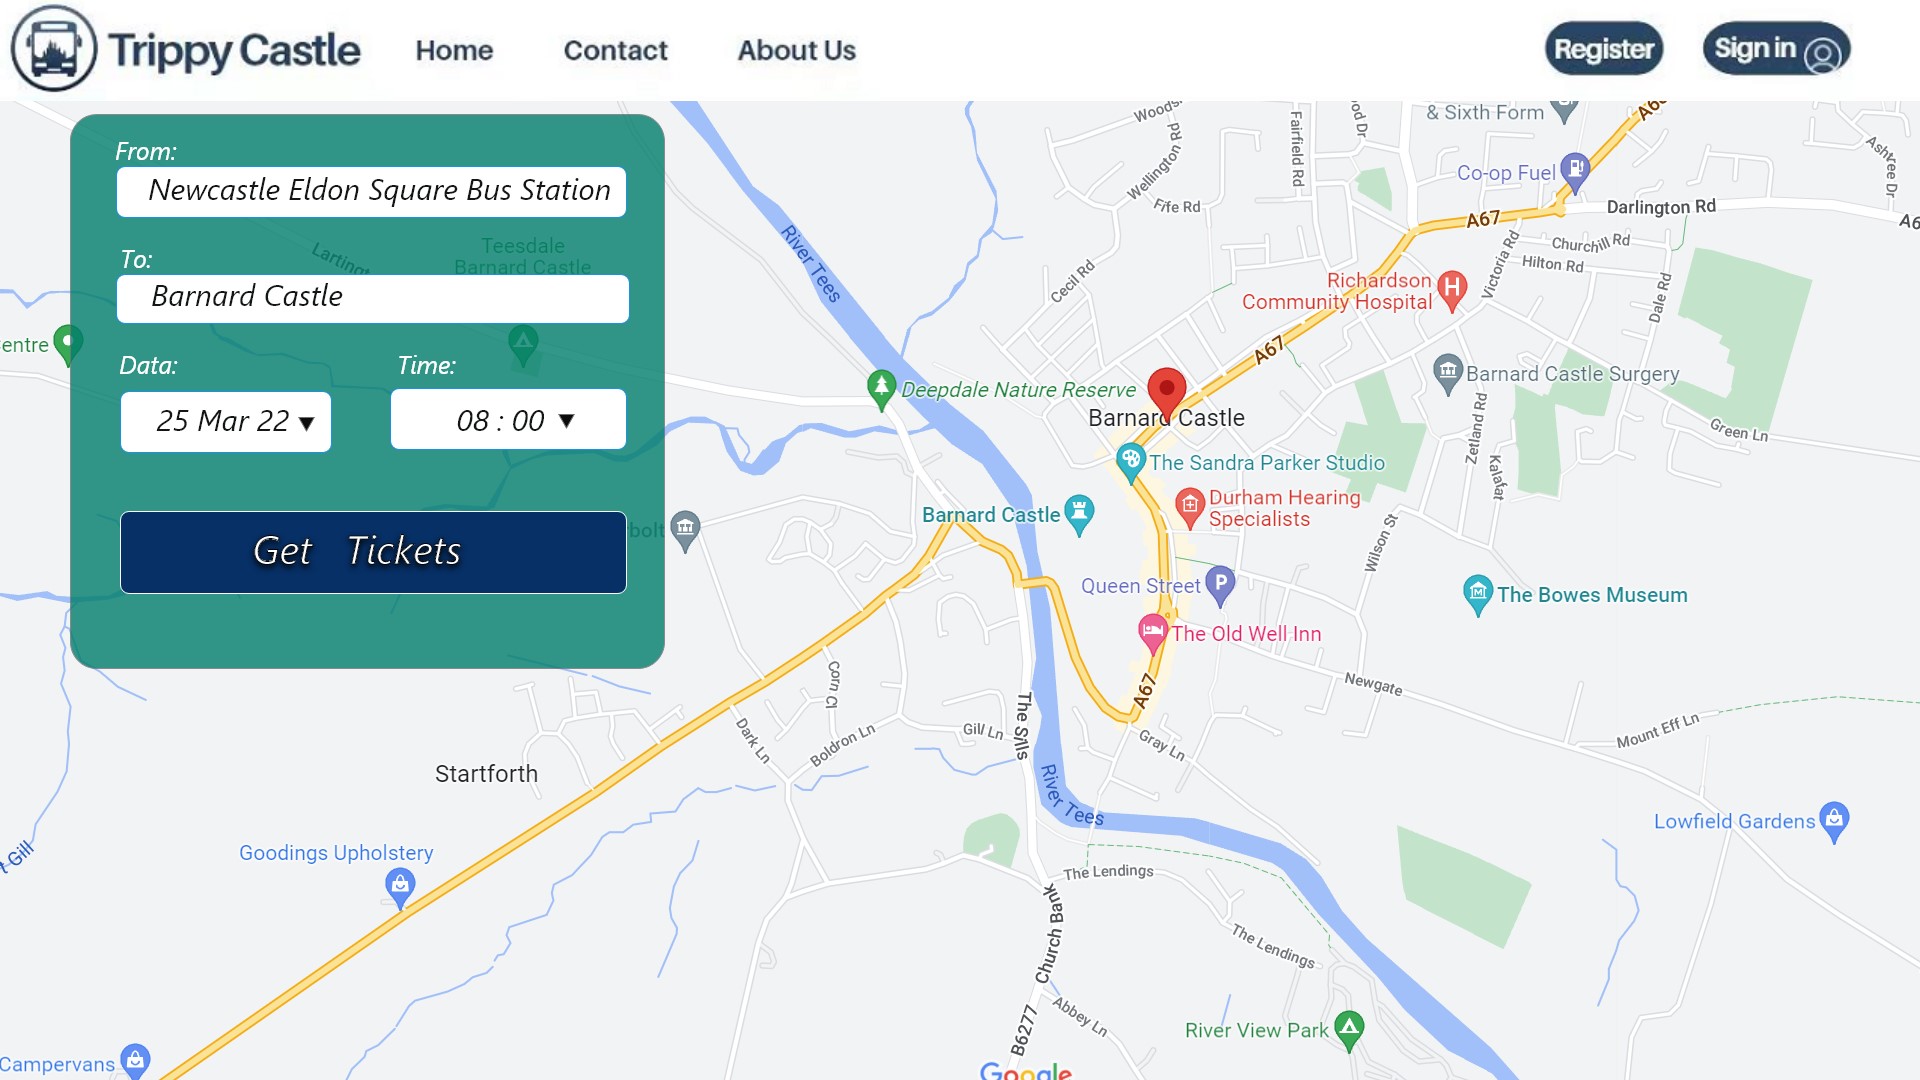 Trippy Castle
Home
Contact
About Us
Register
Sign in
From:
Newcastle Eldon Square Bus Station
To:
Barnard Castle
Data:
Time:
25 Mar 22 ▼
08 : 00 ▼
Get Tickets
Teesdale
Barnard Castle
Startforth
Goodings Upholstery
Campervans
River Tees
Deepdale Nature Reserve
Barnard Castle
The Sandra Parker Studio
Durham Hearing
Specialists
Barnard Castle
Queen Street
P
The Old Well Inn
A67
Richardson
Community Hospital
H
A67
A67
& Sixth Form
Co-op Fuel
Darlington Rd
Wellington Rd
Fife Rd
Fairfield Rd
Cecil Rd
Churchill Rd
Hilton Rd
Victoria Rd
Dale Rd
Ashtree Dr
Barnard Castle Surgery
Zetland Rd
Kalafat
Green Ln
Wilson St
The Bowes Museum
M
Newgate
Mount Eff Ln
Lowfield Gardens
Corn Cl
Dark Ln
Boldron Ln
Gill Ln
The Sills
Gray Ln
River Tees
The Lendings
The Lendings
Church Bank
B6277
Abbey Ln
River View Park
Google